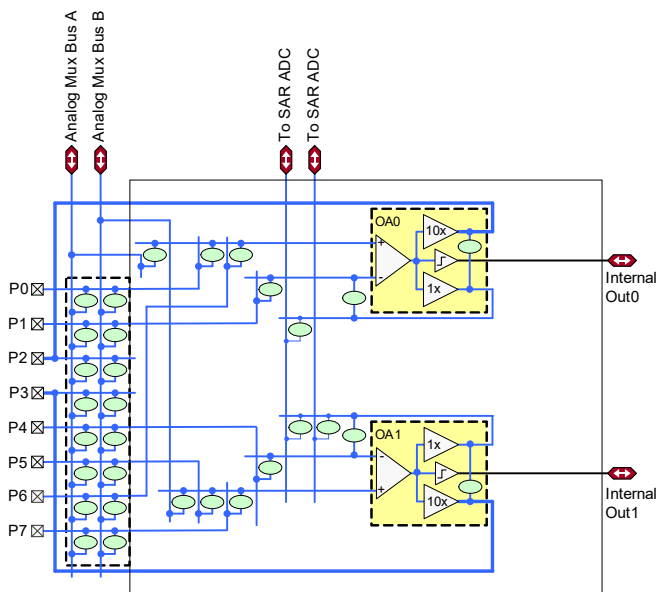 Analog Mux Bus A
Analog Mux Bus B
To SAR ADC
To SAR ADC
OA0
+
-
10x
1x
Internal
Out0
P0
P1
P2
P3
P4
P5
P6
P7
OA1
-
+
1x
10x
Internal
Out1